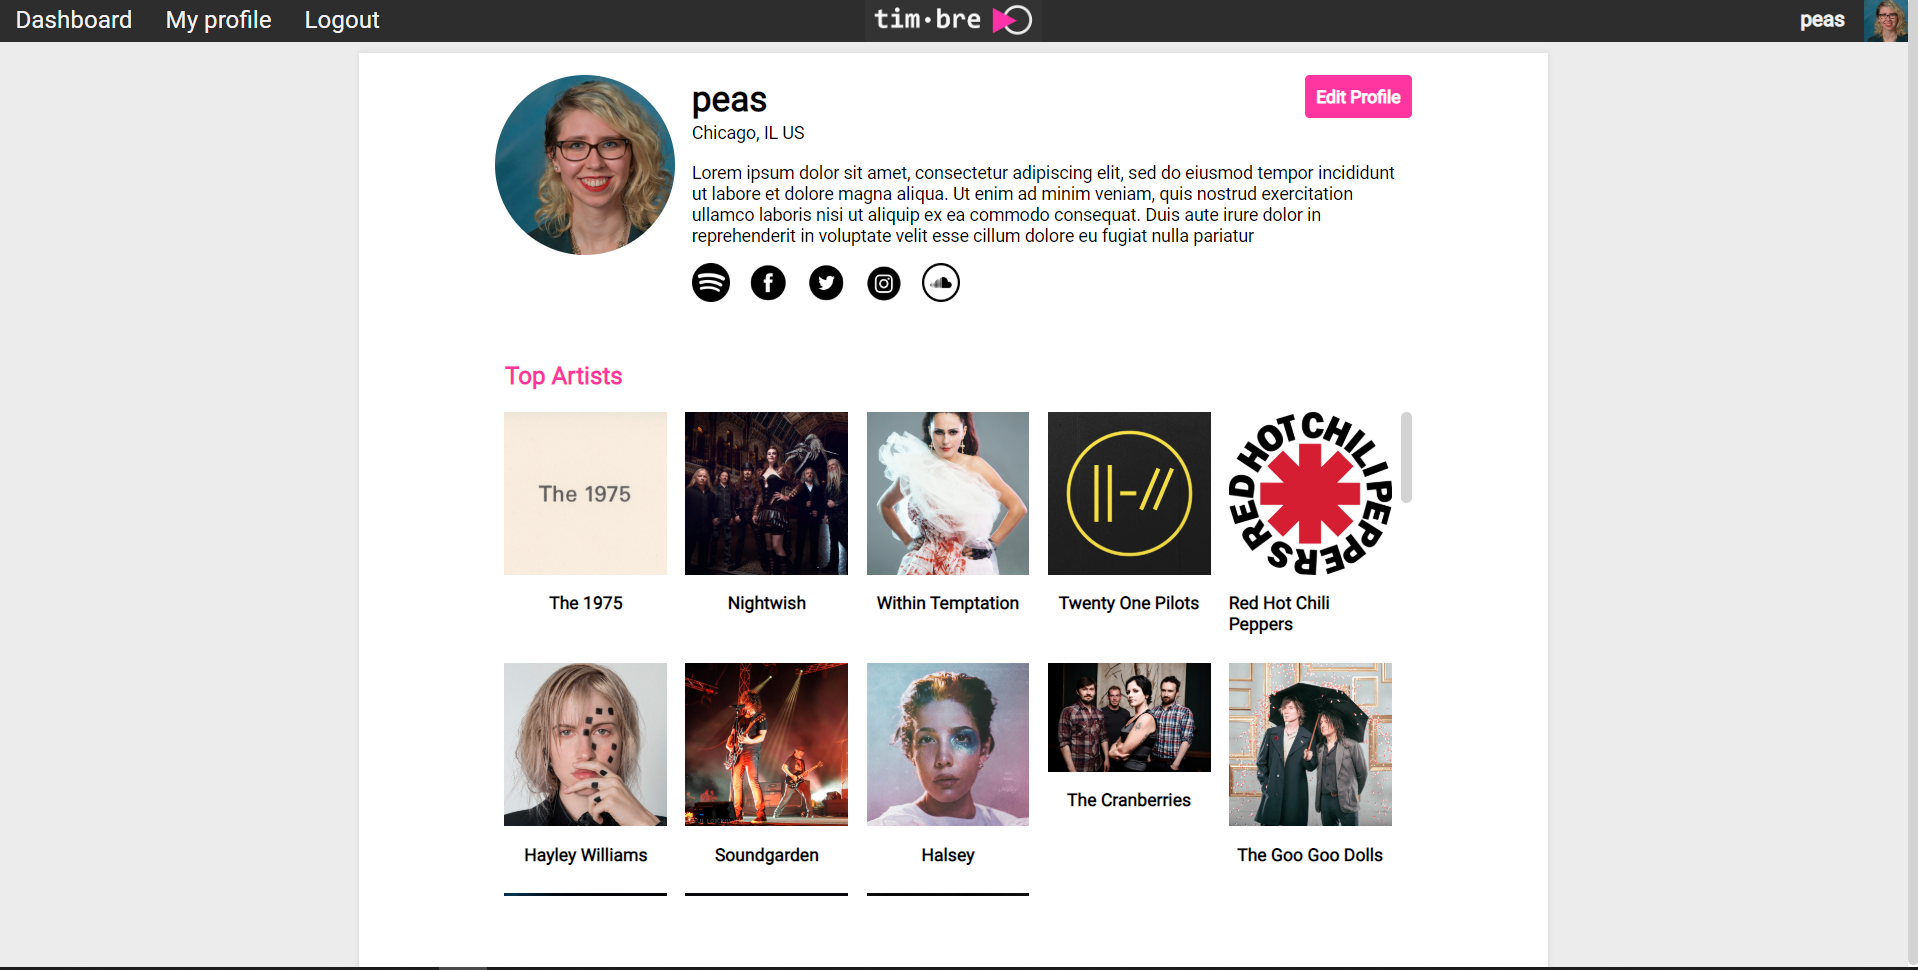 Dashboard My profile Logout tim·bre peas
peas
Edit Profile
Chicago, IL US
Lorem ipsum dolor sit amet, consectetur adipiscing elit, sed do eiusmod tempor incididunt
ut labore et dolore magna aliqua. Ut enim ad minim veniam, quis nostrud exercitation
ullamco laboris nisi ut aliquip ex ea commodo consequat. Duis aute irure dolor in
reprehenderit in voluptate velit esse cillum dolore eu fugiat nulla pariatur
Top Artists
The 1975
RED HOT CHILI PEPPERS
The 1975 Nightwish Within Temptation Twenty One Pilots Red Hot Chili
Peppers
The Cranberries
Hayley Williams Soundgarden Halsey The Goo Goo Dolls